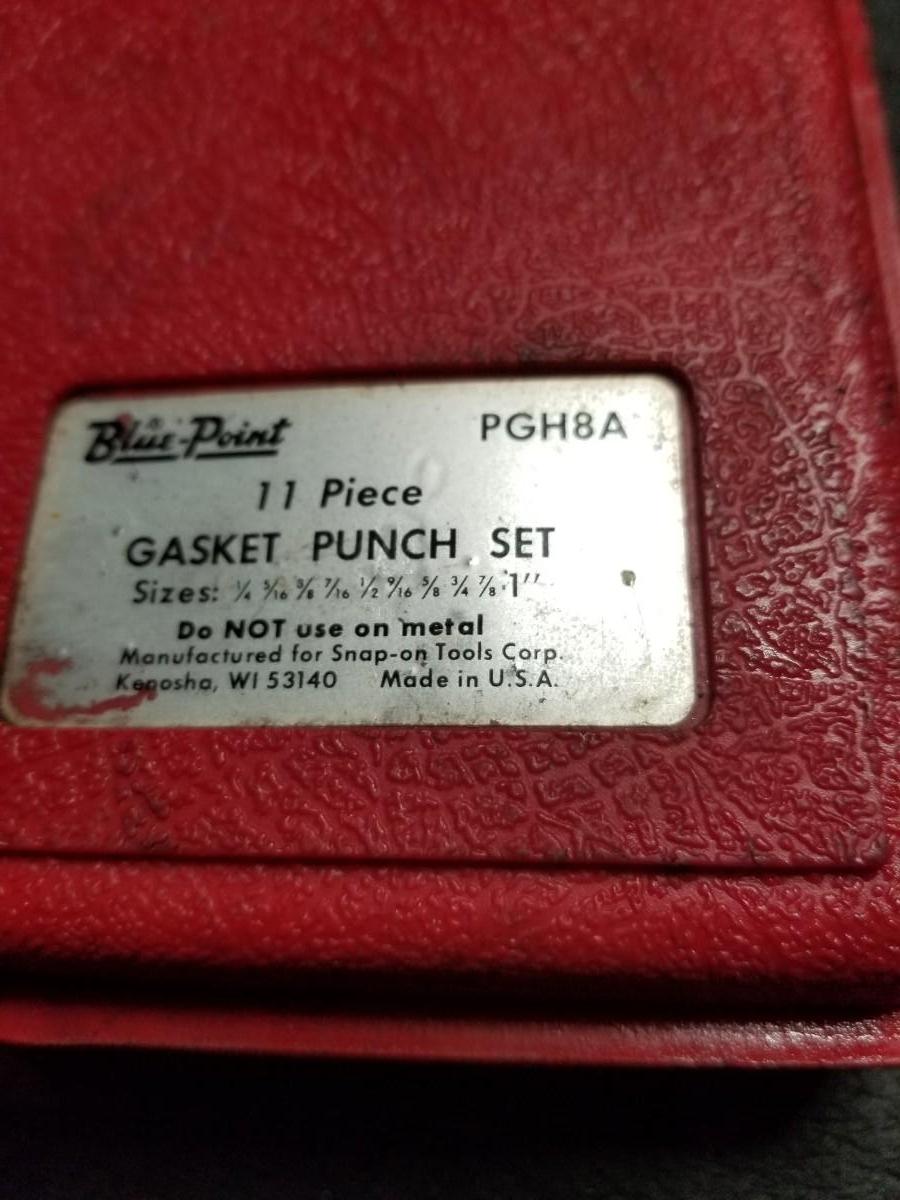 Blue-Point® PGH8A
11 Piece
GASKET PUNCH SET
Sizes: 1/4 5/16 3/8 7/16 1/2 9/16 5/8 3/4 7/8 1"
Do NOT use on metal
Manufactured for Snap-on Tools Corp.
Kenosha, WI 53140 Made in U.S.A.